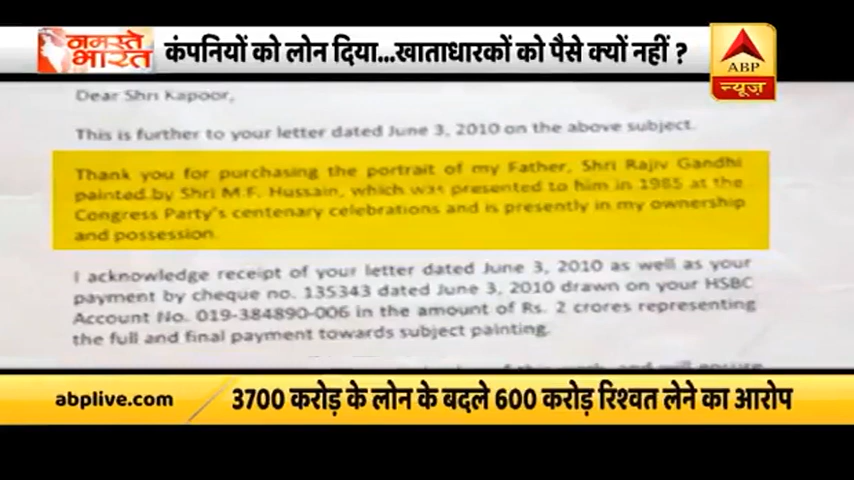 नमस्ते भारत
कंपनियों को लोन दिया...खाताधारकों को पैसे क्यों नहीं ?
ABP
न्यूज़
Dear Shri Kapoor,
This is further to your letter dated June 3, 2010 on the above subject.
Thank you for purchasing the portrait of my Father, Shri Rajiv Gandhi
painted by Shri M.F. Hussain, which was presented to him in 1985 at the
Congress Party's centenary celebrations and is presently in my ownership
and possession.
I acknowledge receipt of your letter dated June 3, 2010 as well as your
payment by cheque no. 135343 dated June 3, 2010 drawn on your HSBC
Account No. 019-384890-006 in the amount of Rs. 2 crores representing
the full and final payment towards subject painting.
abplive.com
3700 करोड़ के लोन के बदले 600 करोड़ रिश्वत लेने का आरोप